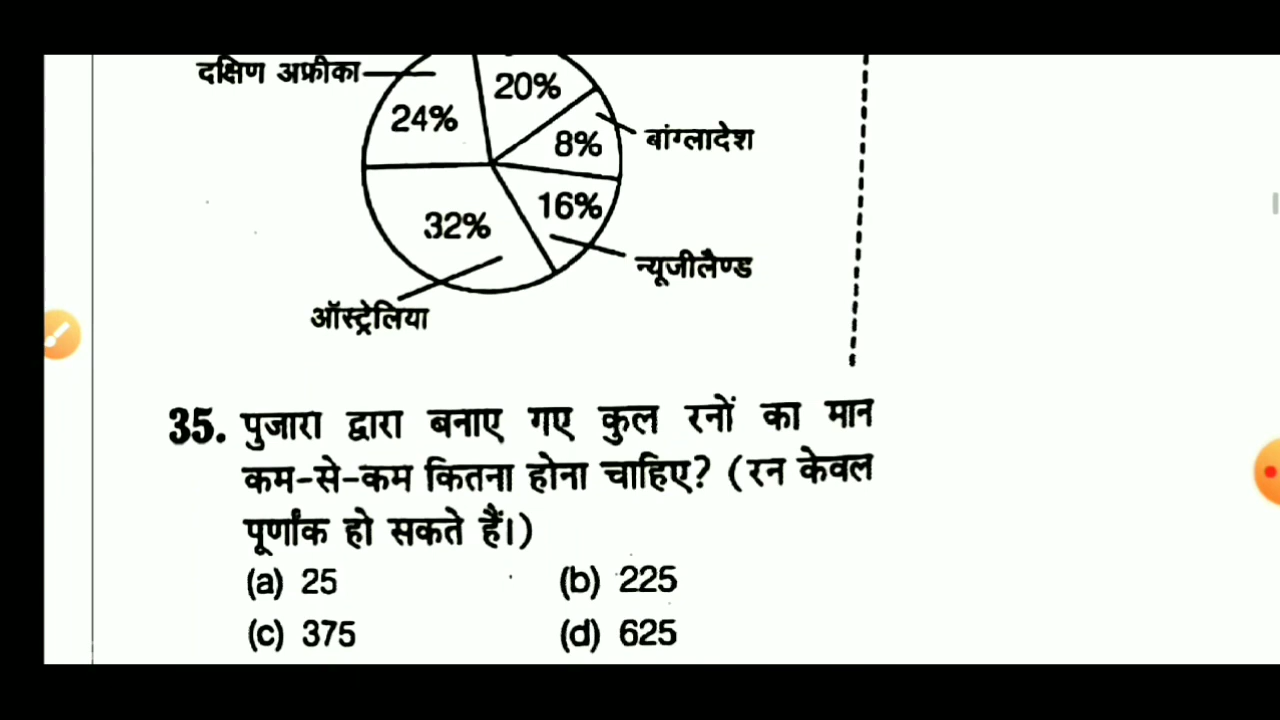 दक्षिण अफ्रीका
20%
24%
8%
बांग्लादेश
16%
32%
न्यूजीलैण्ड
ऑस्ट्रेलिया
35. पुजारा द्वारा बनाए गए कुल रनों का मान
कम-से-कम कितना होना चाहिए? (रन केवल
पूर्णांक हो सकते हैं।)
(a) 25 (b) 225
(c) 375 (d) 625